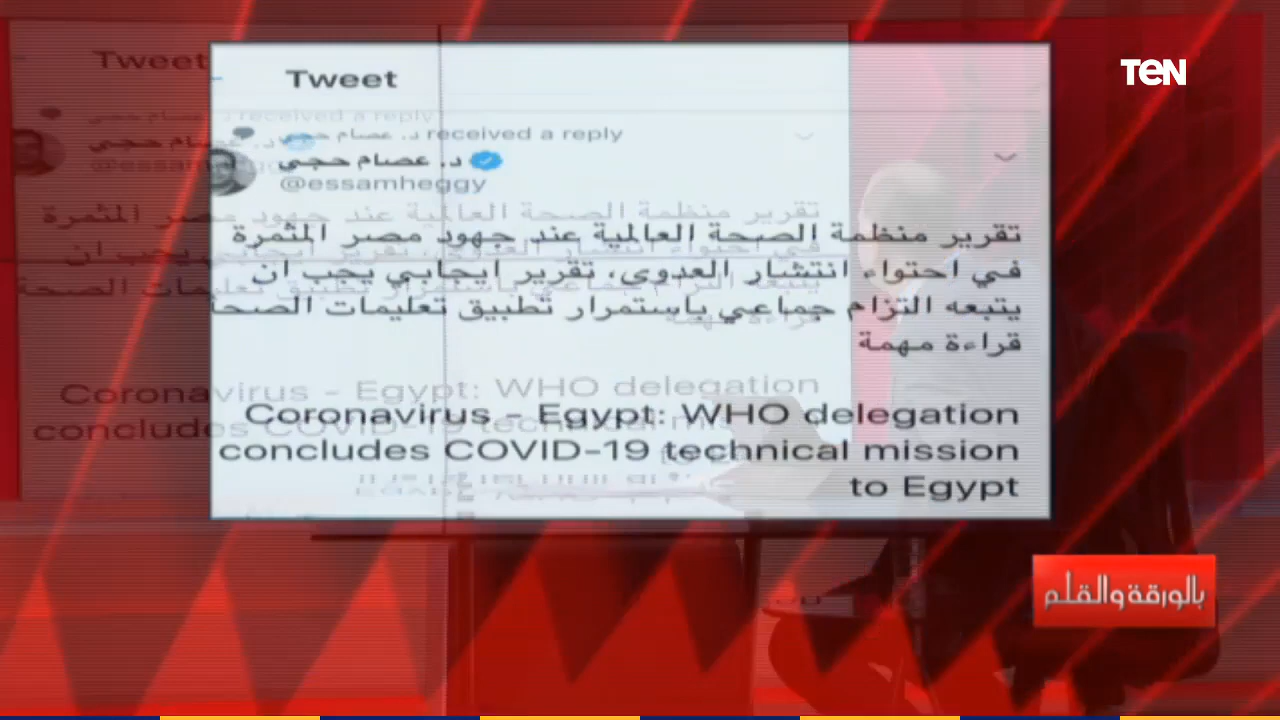 TEN
Tweet
د. عصام حجي received a reply
د. عصام حجي
@essamheggy
تقرير منظمة الصحة العالمية عند جهود مصر المثمرة
في احتواء انتشار العدوى، تقرير ايجابي يجب ان
يتبعه التزام جماعي باستمرار تطبيق تعليمات الصحة
قراءة مهمة
Coronavirus – Egypt: WHO delegation
concludes COVID-19 technical mission
to Egypt
بالورقة والقلم